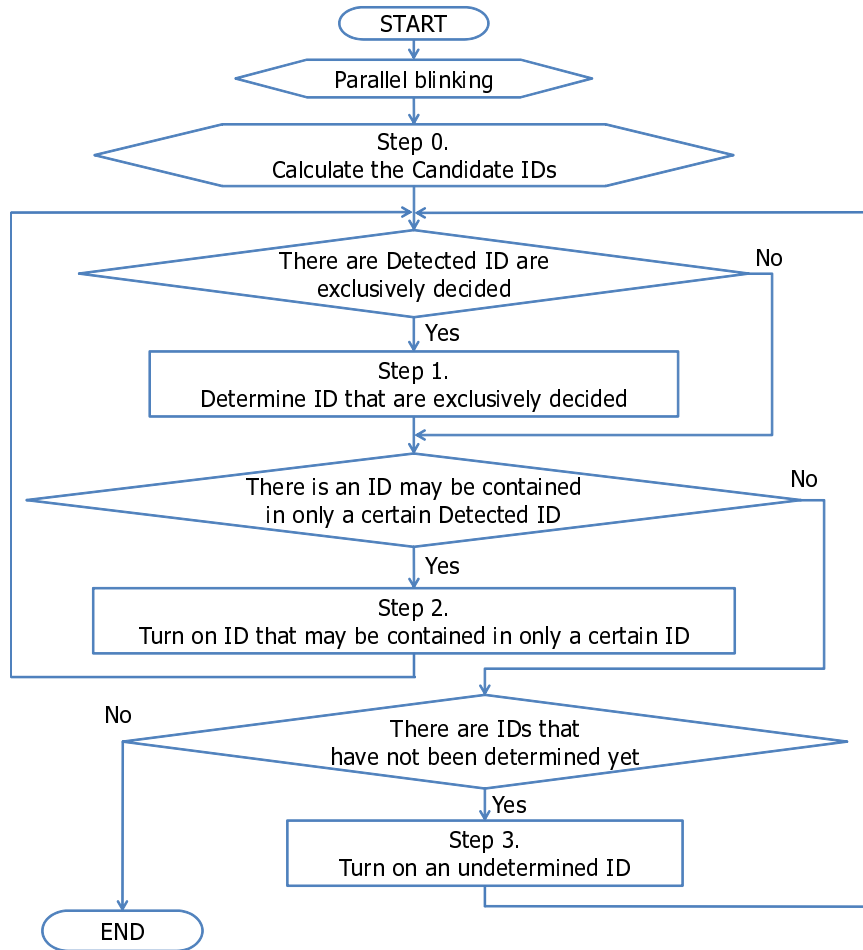 START
Parallel blinking
Step 0.
Calculate the Candidate IDs
There are Detected ID are
exclusively decided
No
Yes
Step 1.
Determine ID that are exclusively decided
There is an ID may be contained
in only a certain Detected ID
No
Yes
Step 2.
Turn on ID that may be contained in only a certain ID
No
There are IDs that
have not been determined yet
Yes
Step 3.
Turn on an undetermined ID
END